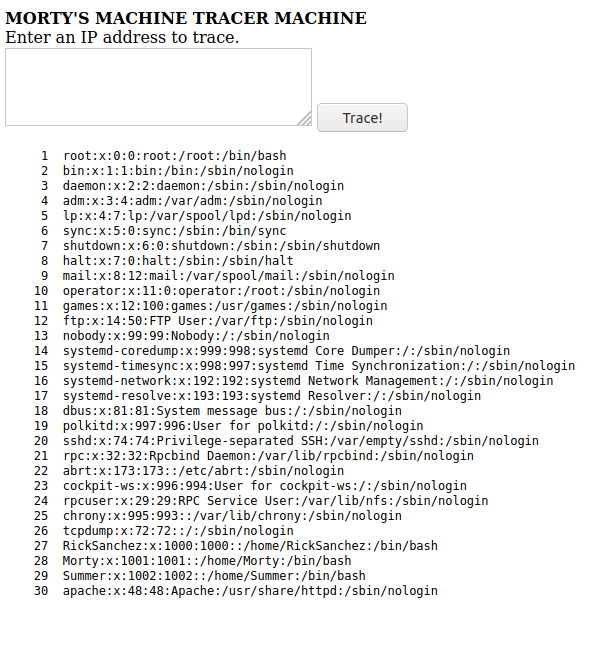 MORTY'S MACHINE TRACER MACHINE
Enter an IP address to trace.
Trace!
1 root:x:0:0:root:/root:/bin/bash
2 bin:x:1:1:bin:/bin:/sbin/nologin
3 daemon:x:2:2:daemon:/sbin:/sbin/nologin
4 adm:x:3:4:adm:/var/adm:/sbin/nologin
5 lp:x:4:7:lp:/var/spool/lpd:/sbin/nologin
6 sync:x:5:0:sync:/sbin:/bin/sync
7 shutdown:x:6:0:shutdown:/sbin:/sbin/shutdown
8 halt:x:7:0:halt:/sbin:/sbin/halt
9 mail:x:8:12:mail:/var/spool/mail:/sbin/nologin
10 operator:x:11:0:operator:/root:/sbin/nologin
11 games:x:12:100:games:/usr/games:/sbin/nologin
12 ftp:x:14:50:FTP User:/var/ftp:/sbin/nologin
13 nobody:x:99:99:Nobody:/:/sbin/nologin
14 systemd-coredump:x:999:998:systemd Core Dumper:/:/sbin/nologin
15 systemd-timesync:x:998:997:systemd Time Synchronization:/:/sbin/nologin
16 systemd-network:x:192:192:systemd Network Management:/:/sbin/nologin
17 systemd-resolve:x:193:193:systemd Resolver:/:/sbin/nologin
18 dbus:x:81:81:System message bus:/:/sbin/nologin
19 polkitd:x:997:996:User for polkitd:/:/sbin/nologin
20 sshd:x:74:74:Privilege-separated SSH:/var/empty/sshd:/sbin/nologin
21 rpc:x:32:32:Rpcbind Daemon:/var/lib/rpcbind:/sbin/nologin
22 abrt:x:173:173::/etc/abrt:/sbin/nologin
23 cockpit-ws:x:996:994:User for cockpit-ws:/:/sbin/nologin
24 rpcuser:x:29:29:RPC Service User:/var/lib/nfs:/sbin/nologin
25 chrony:x:995:993::/var/lib/chrony:/sbin/nologin
26 tcpdump:x:72:72::/:/sbin/nologin
27 RickSanchez:x:1000:1000::/home/RickSanchez:/bin/bash
28 Morty:x:1001:1001::/home/Morty:/bin/bash
29 Summer:x:1002:1002::/home/Summer:/bin/bash
30 apache:x:48:48:Apache:/usr/share/httpd:/sbin/nologin